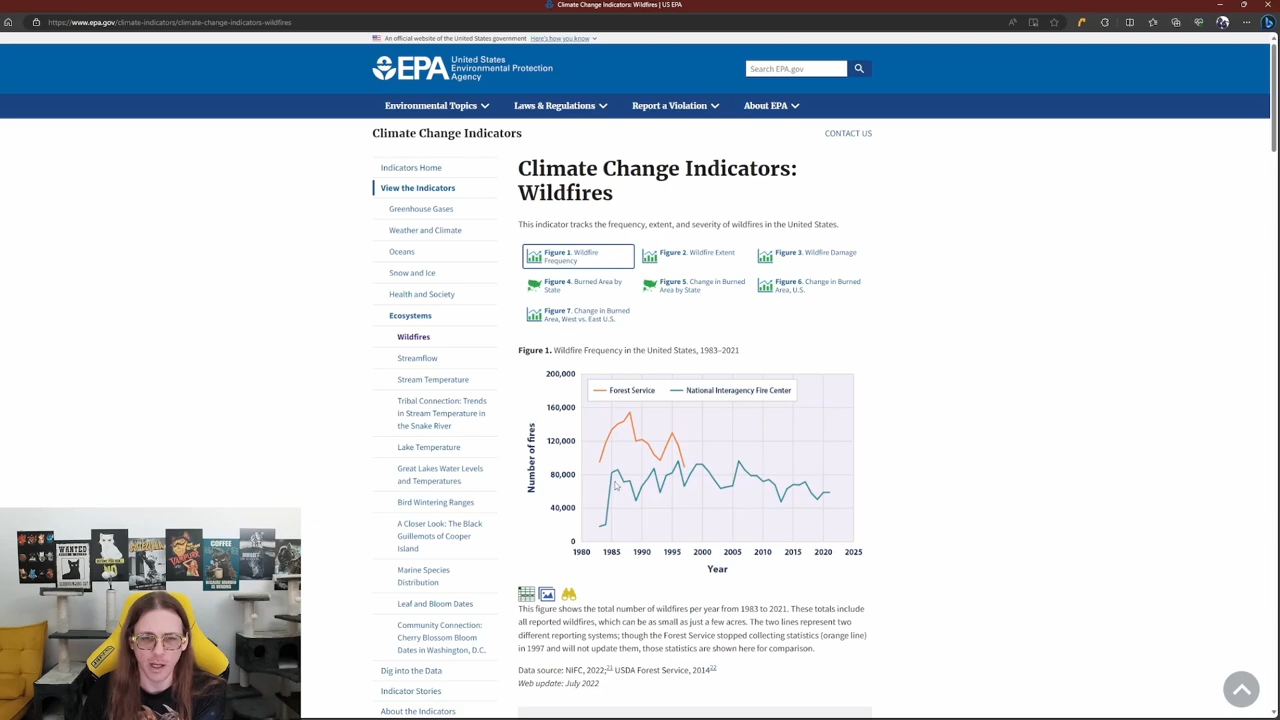 Climate Change Indicators: Wildfires | US EPA
https://www.epa.gov/climate-indicators/climate-change-indicators-wildfires
An official website of the United States government Here's how you know
EPA
United States
Environmental Protection
Agency
Search EPA.gov
Environmental Topics
Laws & Regulations
Report a Violation
About EPA
Climate Change Indicators
CONTACT US
Indicators Home
View the Indicators
Greenhouse Gases
Weather and Climate
Oceans
Snow and Ice
Health and Society
Ecosystems
Wildfires
Streamflow
Stream Temperature
Tribal Connection: Trends
in Stream Temperature in
the Snake River
Lake Temperature
Great Lakes Water Levels
and Temperatures
Bird Wintering Ranges
A Closer Look: The Black
Guillemots of Cooper
Island
Marine Species
Distribution
Leaf and Bloom Dates
Community Connection:
Cherry Blossom Bloom
Dates in Washington, D.C.
Dig into the Data
Indicator Stories
About the Indicators
Climate Change Indicators:
Wildfires
This indicator tracks the frequency, extent, and severity of wildfires in the United States.
Figure 1. Wildfire
Frequency
Figure 2. Wildfire Extent
Figure 3. Wildfire Damage
Figure 4. Burned Area by
State
Figure 5. Change in Burned
Area by State
Figure 6. Change in Burned
Area, U.S.
Figure 7. Change in Burned
Area, West vs. East U.S.
Figure 1. Wildfire Frequency in the United States, 1983–2021
200,000
160,000
120,000
80,000
40,000
0
Number of fires
Forest Service
National Interagency Fire Center
1980 1985 1990 1995 2000 2005 2010 2015 2020 2025
Year
This figure shows the total number of wildfires per year from 1983 to 2021. These totals include
all reported wildfires, which can be as small as just a few acres. The two lines represent two
different reporting systems; though the Forest Service stopped collecting statistics (orange line)
in 1997 and will not update them, those statistics are shown here for comparison.
Data source: NIFC, 2022;21 USDA Forest Service, 201422
Web update: July 2022
WANTED
COFFEE